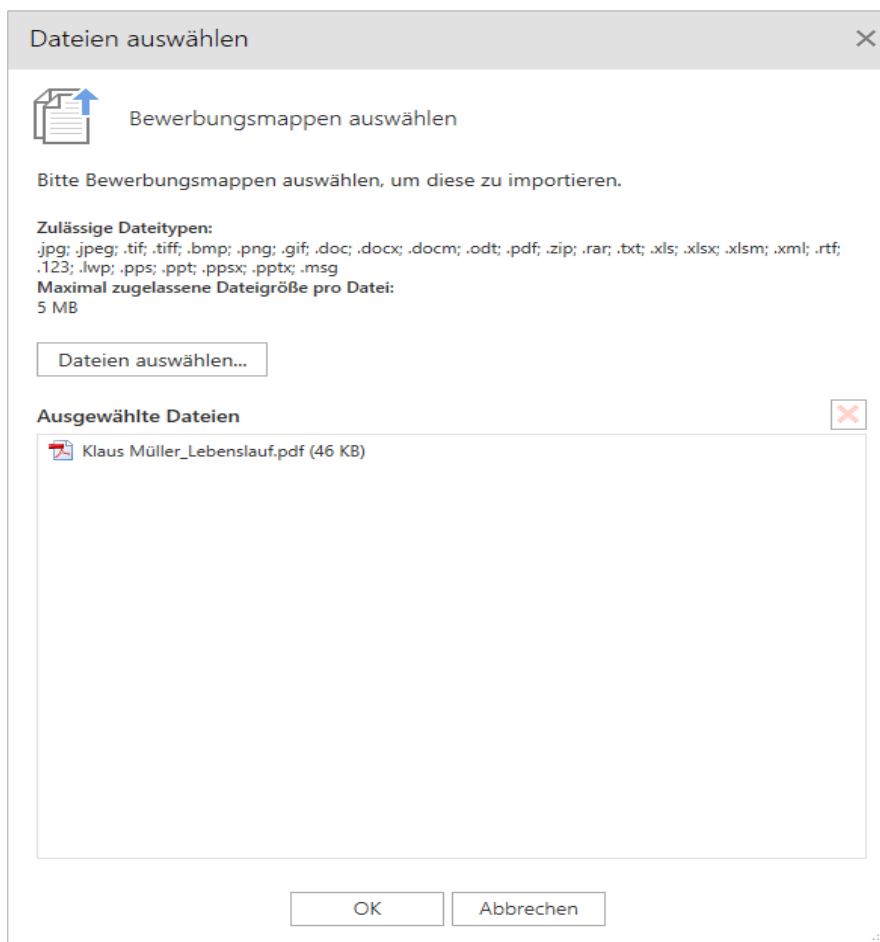 Dateien auswählen
Bewerbungsmappen auswählen
Bitte Bewerbungsmappen auswählen, um diese zu importieren.
Zulässige Dateitypen:
.jpg; .jpeg; .tif; .tiff; .bmp; .png; .gif; .doc; .docx; .docm; .odt; .pdf; .zip; .rar; .txt; .xls; .xlsx; .xlsm; .xml; .rtf;
.123; .lwp; .pps; .ppt; .ppsx; .pptx; .msg
Maximal zugelassene Dateigröße pro Datei:
5 MB
Dateien auswählen...
Ausgewählte Dateien
Klaus Müller_Lebenslauf.pdf (46 KB)
OK Abbrechen